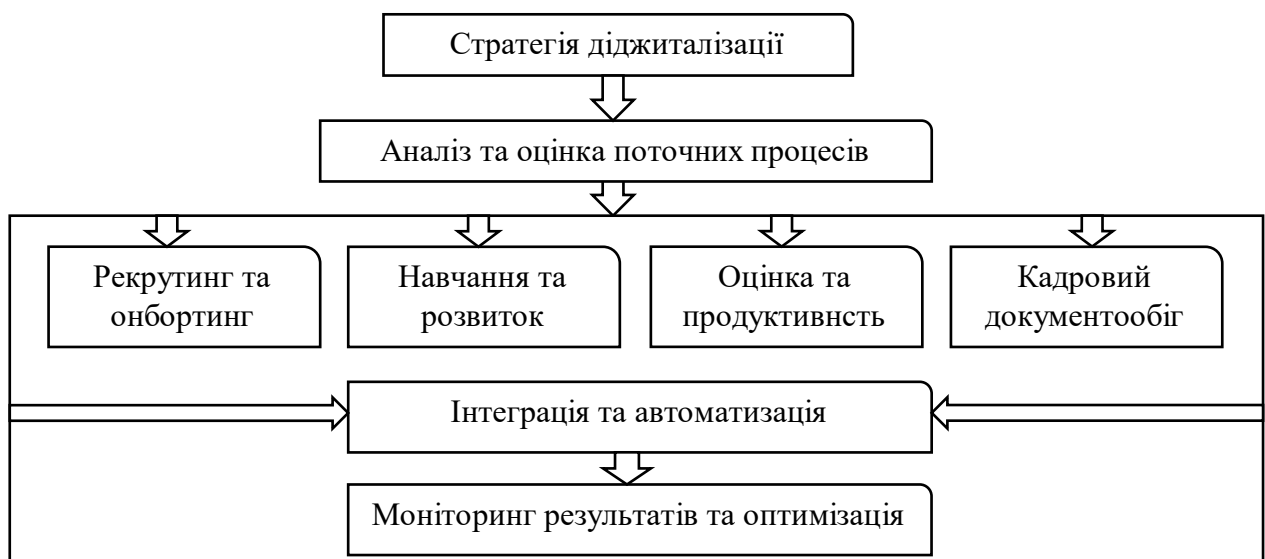 Стратегія діджиталізації
Аналіз та оцінка поточних процесів
Рекрутинг та
онбортинг
Навчання та
розвиток
Оцінка та
продуктивнсть
Кадровий
документообіг
Інтеграція та автоматизація
Моніторинг результатів та оптимізація